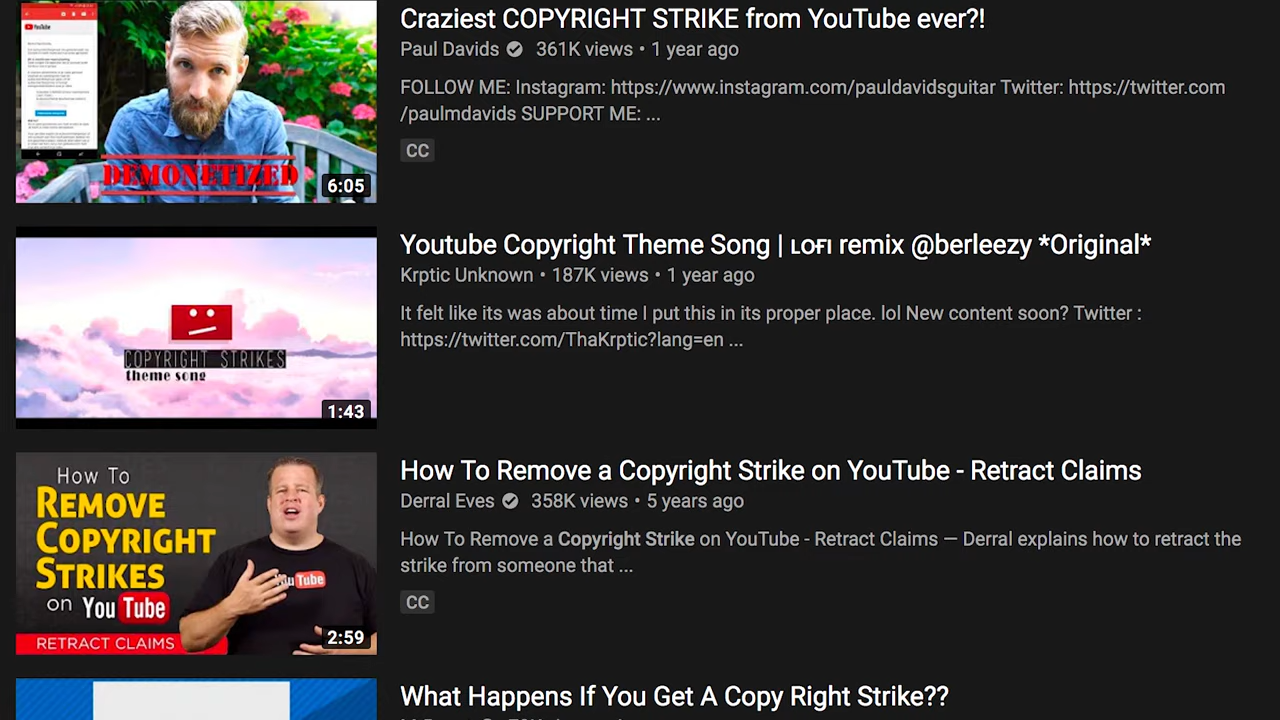 YouTube
DEMONETIZED
6:05
Craziest COPYRIGHT STRIKE from YouTube ever?!
Paul Davids 381K views • 1 year ago
FOLLOW ME: Instagram: https://www.instagram.com/pauldavidsguitar Twitter: https://twitter.com
/paulmdavids SUPPORT ME: ...
CC
COPYRIGHT STRIKES
theme song
1:43
Youtube Copyright Theme Song | ʟᴏꜰɪ remix @berleezy *Original*
Krptic Unknown • 187K views • 1 year ago
It felt like its was about time I put this in its proper place. lol New content soon? Twitter :
https://twitter.com/ThaKrptic?lang=en ...
How To
REMOVE
COPYRIGHT
STRIKES
on YouTube
RETRACT CLAIMS
YouTube
2:59
How To Remove a Copyright Strike on YouTube - Retract Claims
Derral Eves 358K views • 5 years ago
How To Remove a Copyright Strike on YouTube - Retract Claims — Derral explains how to retract the
strike from someone that ...
CC
What Happens If You Get A Copy Right Strike??